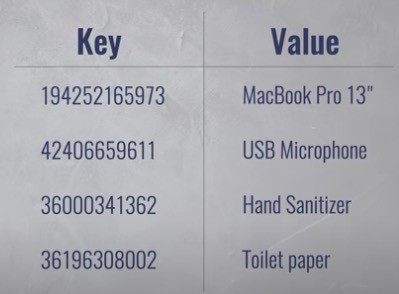 Key Value
194252165973 MacBook Pro 13"
42406659611 USB Microphone
36000341362 Hand Sanitizer
36196308002 Toilet paper